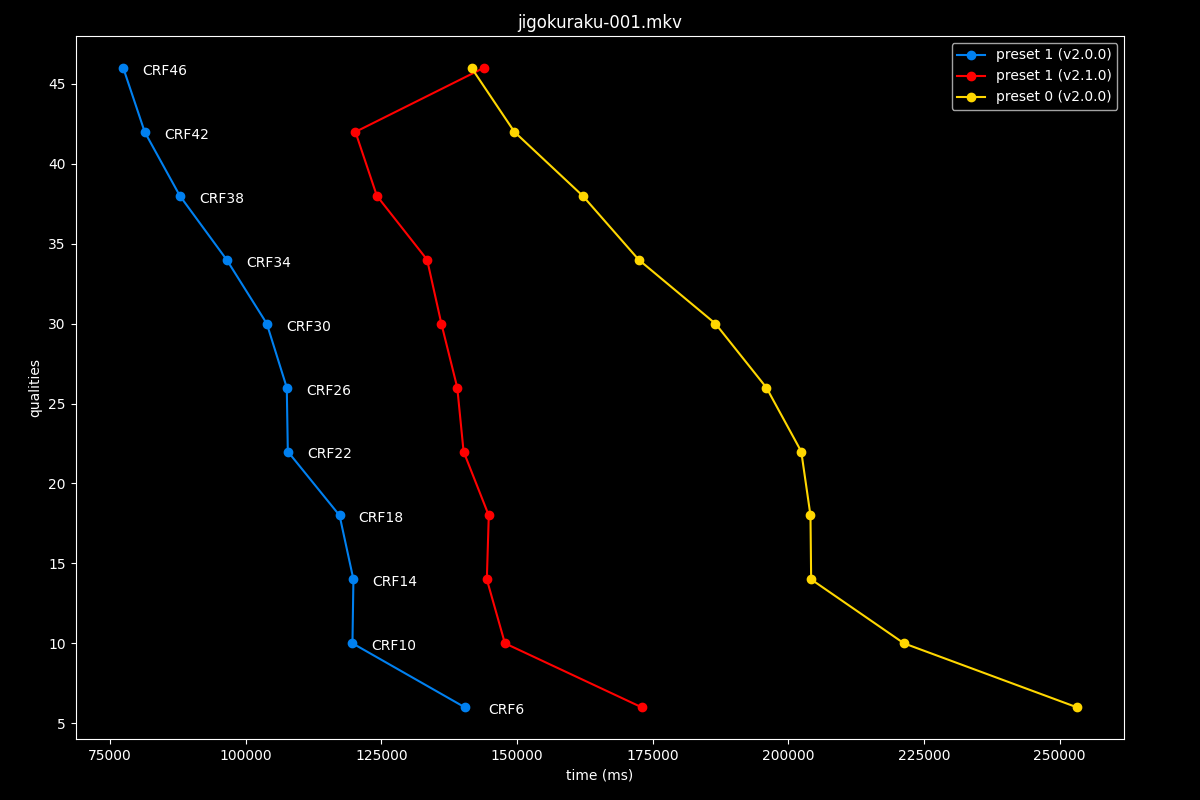 jigokuraku-001.mkv
preset 1 (v2.0.0)
preset 1 (v2.1.0)
preset 0 (v2.0.0)
qualities
45
40
35
30
25
20
15
10
5
CRF46
CRF42
CRF38
CRF34
CRF30
CRF26
CRF22
CRF18
CRF14
CRF10
CRF6
75000 100000 125000 150000 175000 200000 225000 250000
time (ms)